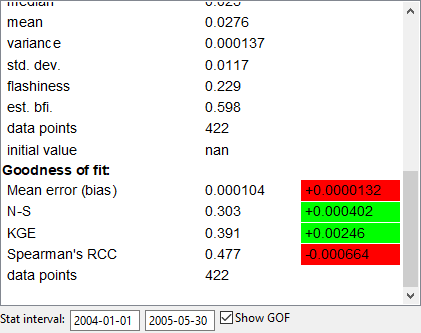 median 0.025
mean 0.0276
variance 0.000137
std. dev. 0.0117
flashiness 0.229
est. bfi. 0.598
data points 422
initial value nan
Goodness of fit:
Mean error (bias) 0.000104 +0.0000132
N-S 0.303 +0.000402
KGE 0.391 +0.00246
Spearman's RCC 0.477 -0.000664
data points 422
Stat interval: 2004-01-01 2005-05-30 Show GOF